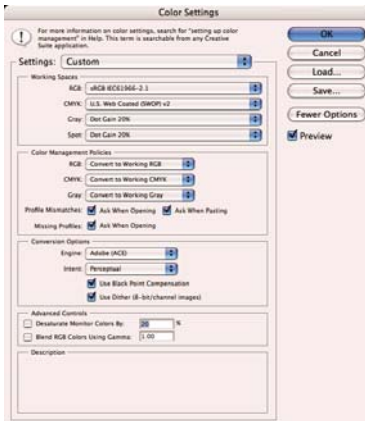 Color Settings
For more information on color settings, search for "setting up color
management" in Help. This term is searchable from any Creative
Suite application.
OK
Cancel
Load...
Save...
Fewer Options
Preview
Settings: Custom
Working Spaces
RGB: sRGB IEC61966-2.1
CMYK: U.S. Web Coated (SWOP) v2
Gray: Dot Gain 20%
Spot: Dot Gain 20%
Color Management Policies
RGB: Convert to Working RGB
CMYK: Convert to Working CMYK
Gray: Convert to Working Gray
Profile Mismatches: Ask When Opening Ask When Pasting
Missing Profiles: Ask When Opening
Conversion Options
Engine: Adobe (ACE)
Intent: Perceptual
Use Black Point Compensation
Use Dither (8-bit/channel images)
Advanced Controls
Desaturate Monitor Colors By: 20 %
Blend RGB Colors Using Gamma: 1.00
Description